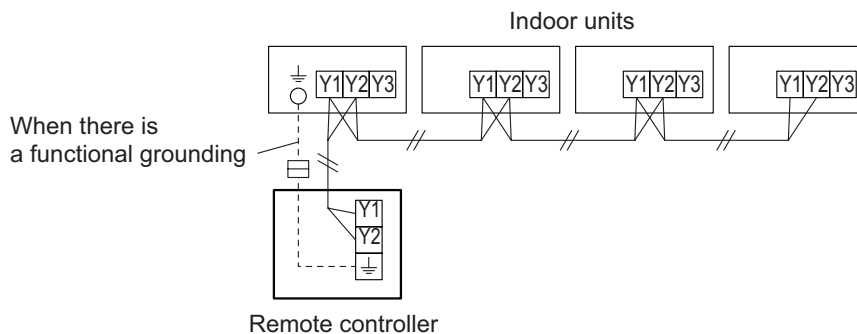 Indoor units
Y1 Y2 Y3 Y1 Y2 Y3 Y1 Y2 Y3 Y1 Y2 Y3
When there is
a functional grounding
Y1
Y2
Remote controller